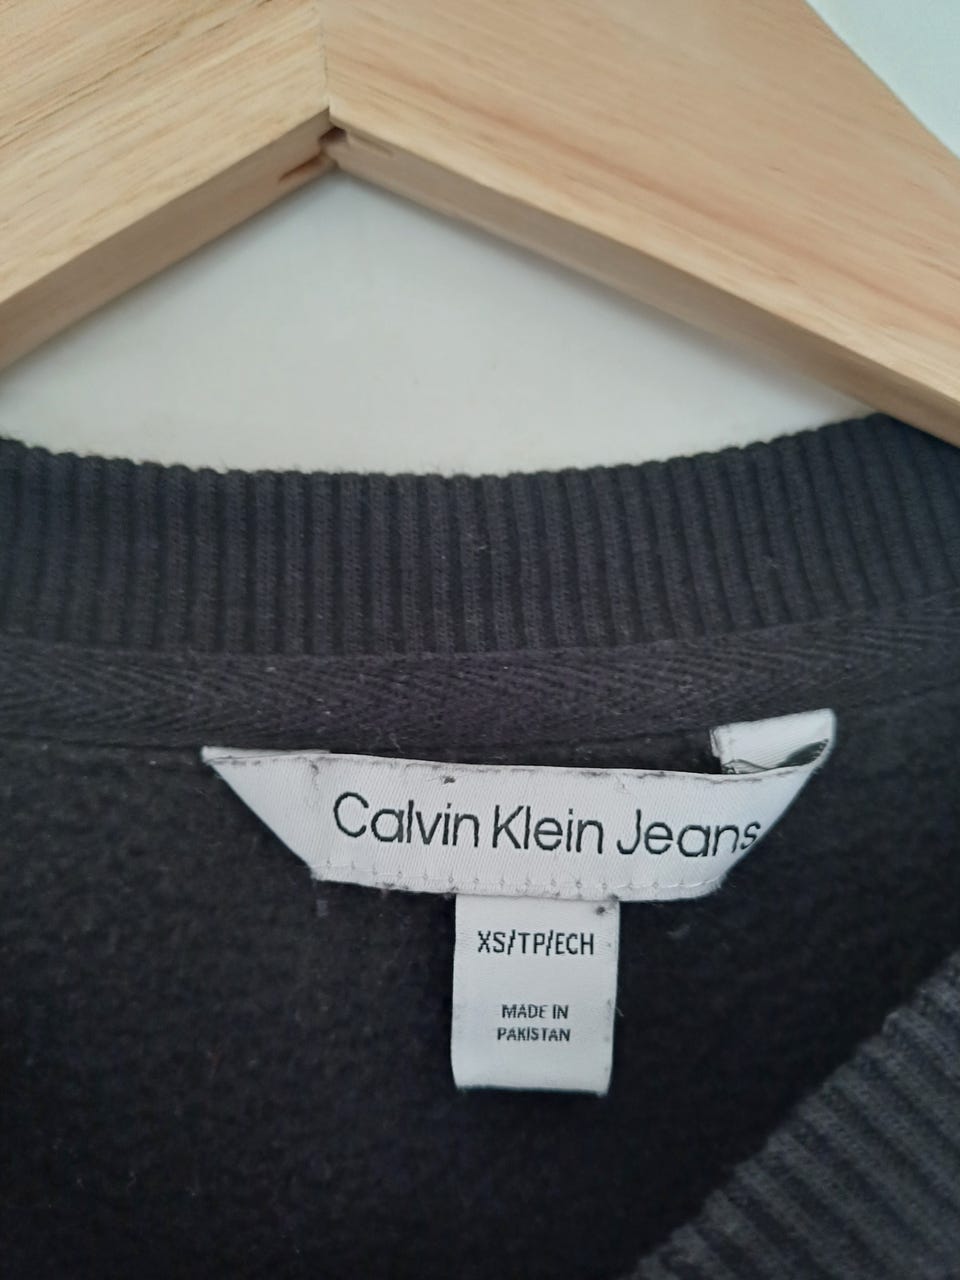 Calvin Klein Jeans
XS/TP/ECH
MADE IN
PAKISTAN